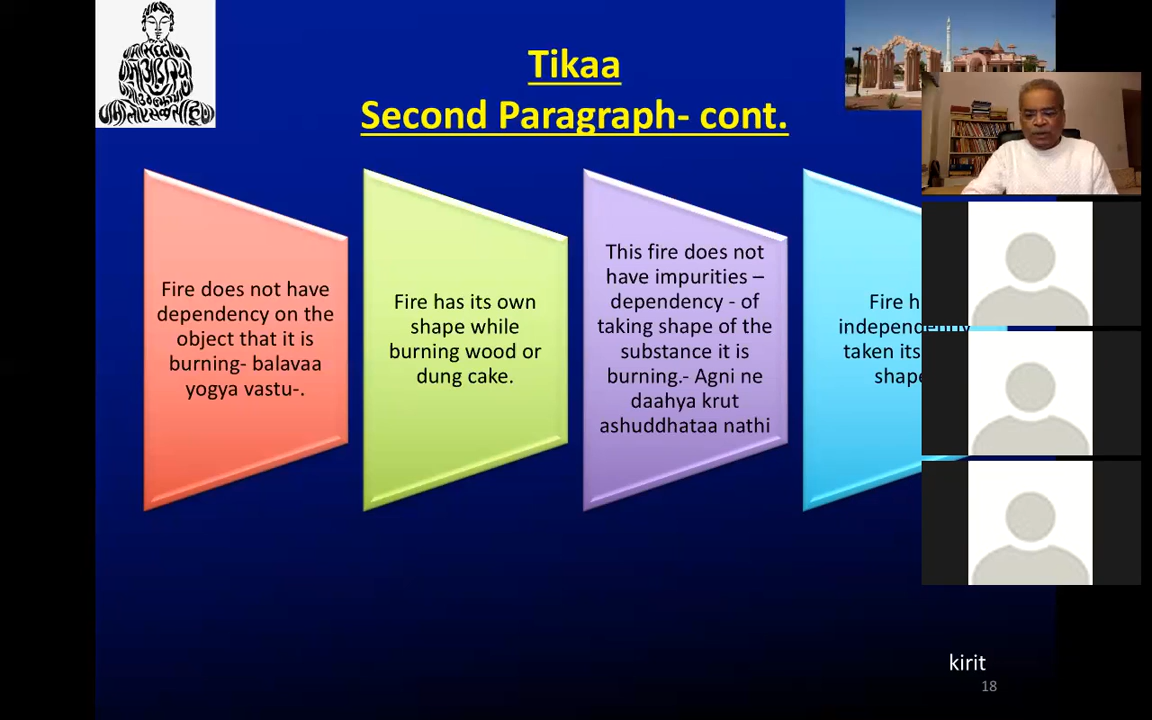 Tikaa
Second Paragraph- cont.
Fire does not have
dependency on the
object that it is
burning- balavaa
yogya vastu-.
Fire has its own
shape while
burning wood or
dung cake.
This fire does not
have impurities –
dependency - of
taking shape of the
substance it is
burning.- Agni ne
daahya krut
ashuddhataa nathi
Fire
independently
taken its
shape
kirit
18